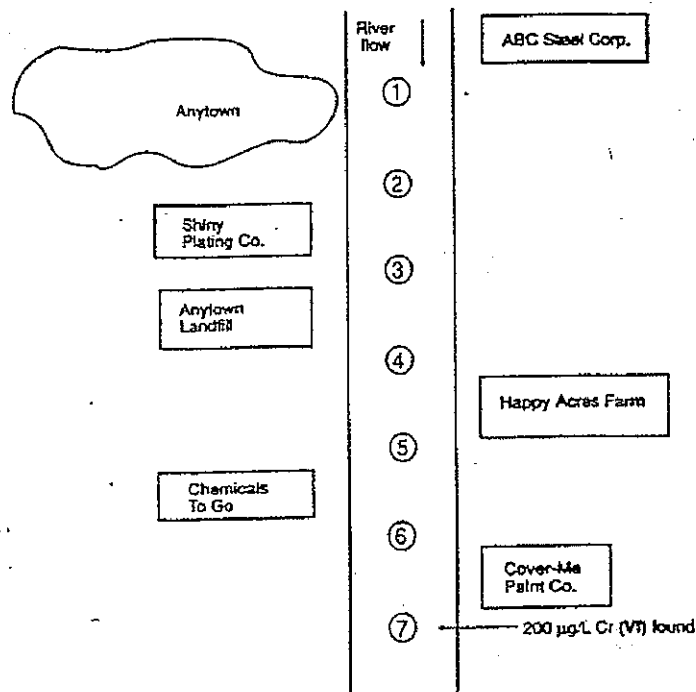 River
flow
ABC Steel Corp.
1
Anytown
2
Shiny
Plating Co.
3
Anytown
Landfill
4
Happy Acres Farm
5
Chemicals
To Go
6
Cover-Me
Paint Co.
7
200 µg/L Cr (VI) found